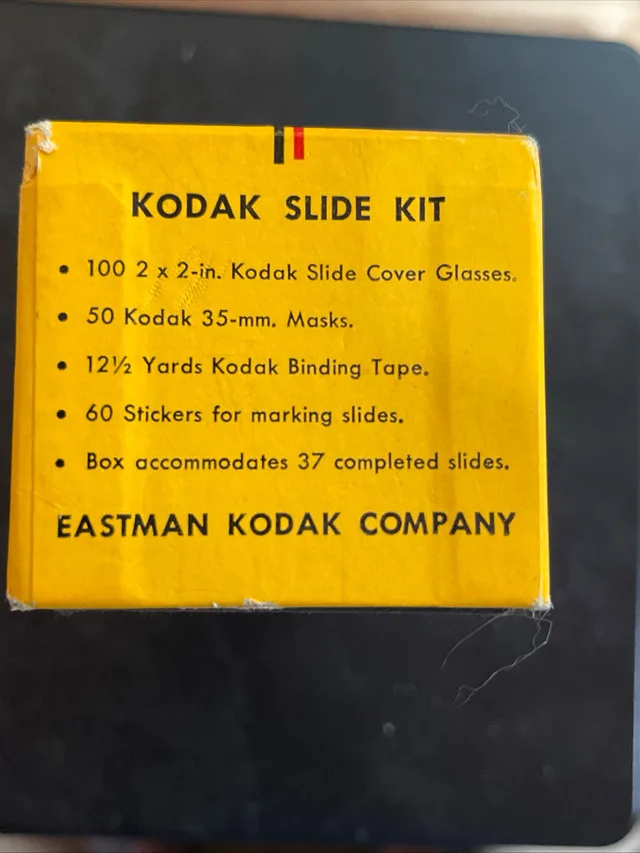 KODAK SLIDE KIT
• 100 2 x 2-in. Kodak Slide Cover Glasses.
• 50 Kodak 35-mm. Masks.
• 12½ Yards Kodak Binding Tape.
• 60 Stickers for marking slides.
• Box accommodates 37 completed slides.
EASTMAN KODAK COMPANY